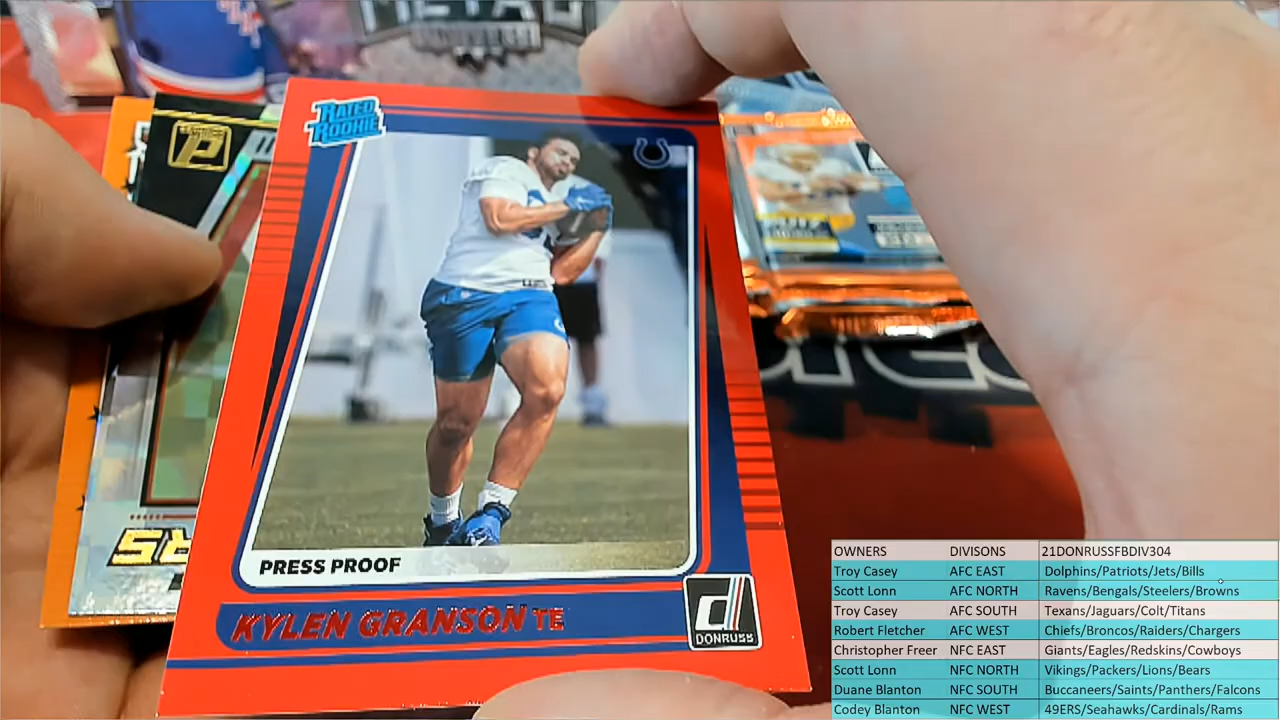 RATED
ROOKIE
PRESS PROOF
KYLEN GRANSON TE
DONRUSS
OWNERS DIVISONS 21DONRUSSFBDIV304
Troy Casey AFC EAST Dolphins/Patriots/Jets/Bills
Scott Lonn AFC NORTH Ravens/Bengals/Steelers/Browns
Troy Casey AFC SOUTH Texans/Jaguars/Colt/Titans
Robert Fletcher AFC WEST Chiefs/Broncos/Raiders/Chargers
Christopher Freer NFC EAST Giants/Eagles/Redskins/Cowboys
Scott Lonn NFC NORTH Vikings/Packers/Lions/Bears
Duane Blanton NFC SOUTH Buccaneers/Saints/Panthers/Falcons
Codey Blanton NFC WEST 49ERS/Seahawks/Cardinals/Rams